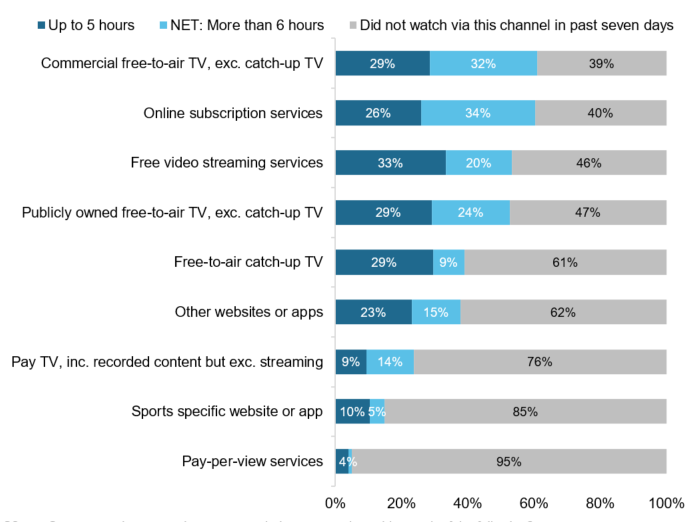 Up to 5 hours NET: More than 6 hours Did not watch via this channel in past seven days
Commercial free-to-air TV, exc. catch-up TV 29% 32% 39%
Online subscription services 26% 34% 40%
Free video streaming services 33% 20% 46%
Publicly owned free-to-air TV, exc. catch-up TV 29% 24% 47%
Free-to-air catch-up TV 29% 9% 61%
Other websites or apps 23% 15% 62%
Pay TV, inc. recorded content but exc. streaming 9% 14% 76%
Sports specific website or app 10% 5% 85%
Pay-per-view services 4% 95%
0% 20% 40% 60% 80% 100%